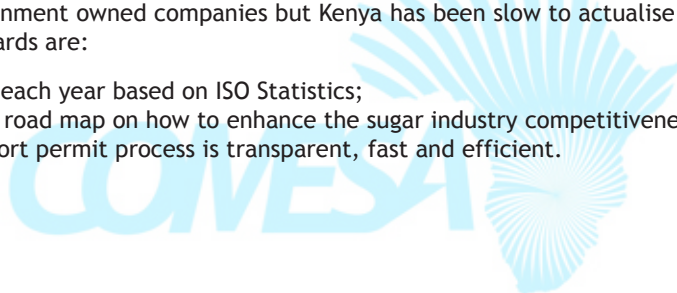 nment owned companies but Kenya has been slow to actualise
ards are:
each year based on ISO Statistics;
road map on how to enhance the sugar industry competitivene
ort permit process is transparent, fast and efficient.
COMESA